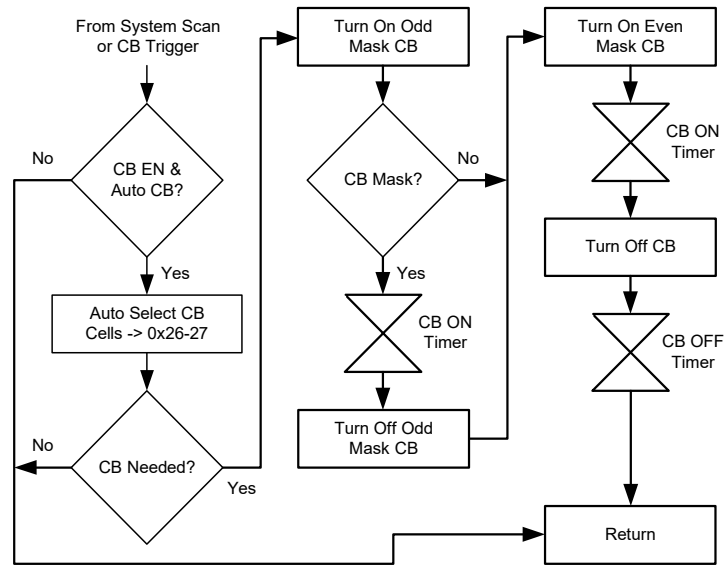 From System Scan
or CB Trigger
No
CB EN &
Auto CB?
Yes
Auto Select CB
Cells -> 0x26-27
No
CB Needed?
Yes
Turn On Odd
Mask CB
CB Mask?
No
Yes
CB ON
Timer
Turn Off Odd
Mask CB
Turn On Even
Mask CB
CB ON
Timer
Turn Off CB
CB OFF
Timer
Return